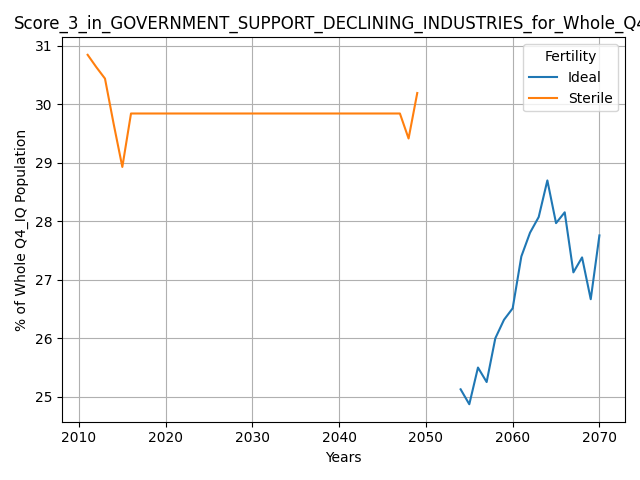 Score_3_in_GOVERNMENT_SUPPORT_DECLINING_INDUSTRIES_for_Whole_Q4
31
30
29
28
27
26
25
% of Whole Q4_IQ Population
Fertility
Ideal
Sterile
2010 2020 2030 2040 2050 2060 2070
Years